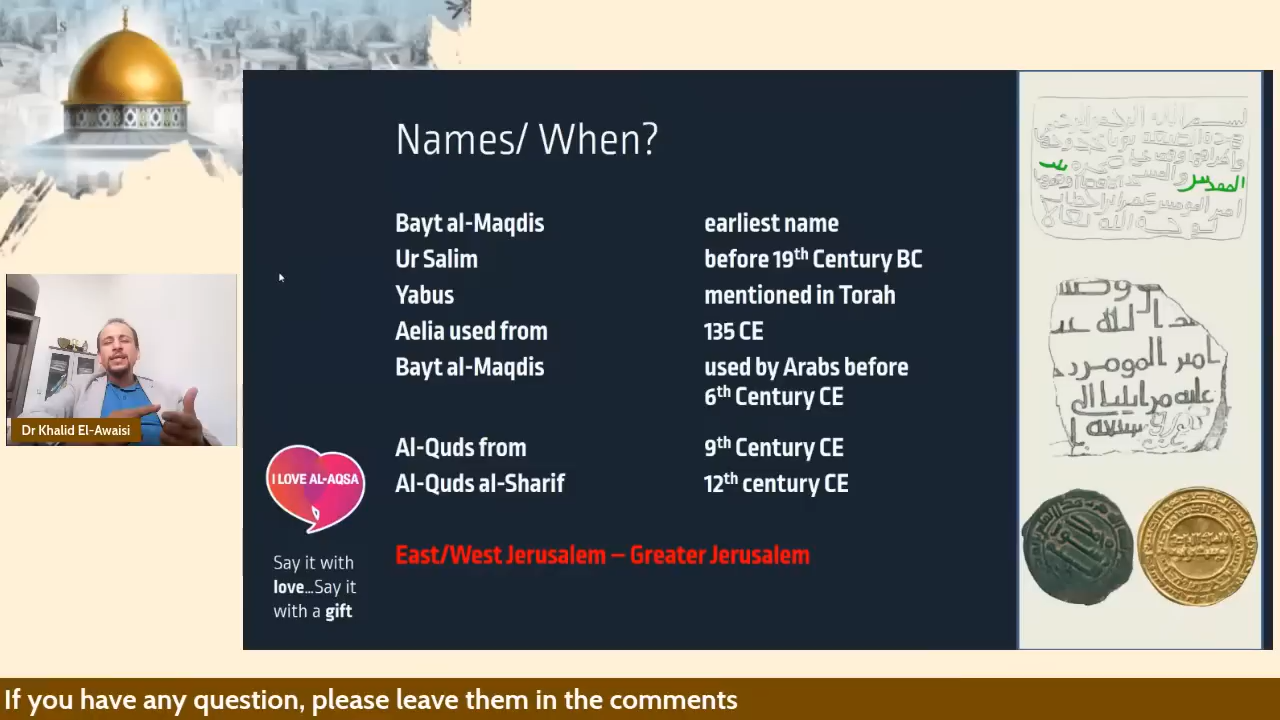 Names/ When?
Bayt al-Maqdis earliest name
Ur Salim before 19th Century BC
Yabus mentioned in Torah
Aelia used from 135 CE
Bayt al-Maqdis used by Arabs before
6th Century CE
Al-Quds from 9th Century CE
Al-Quds al-Sharif 12th century CE
East/West Jerusalem – Greater Jerusalem
Dr Khalid El-Awaisi
I LOVE AL-AQSA
Say it with
love...Say it
with a gift
المقدس
If you have any question, please leave them in the comments